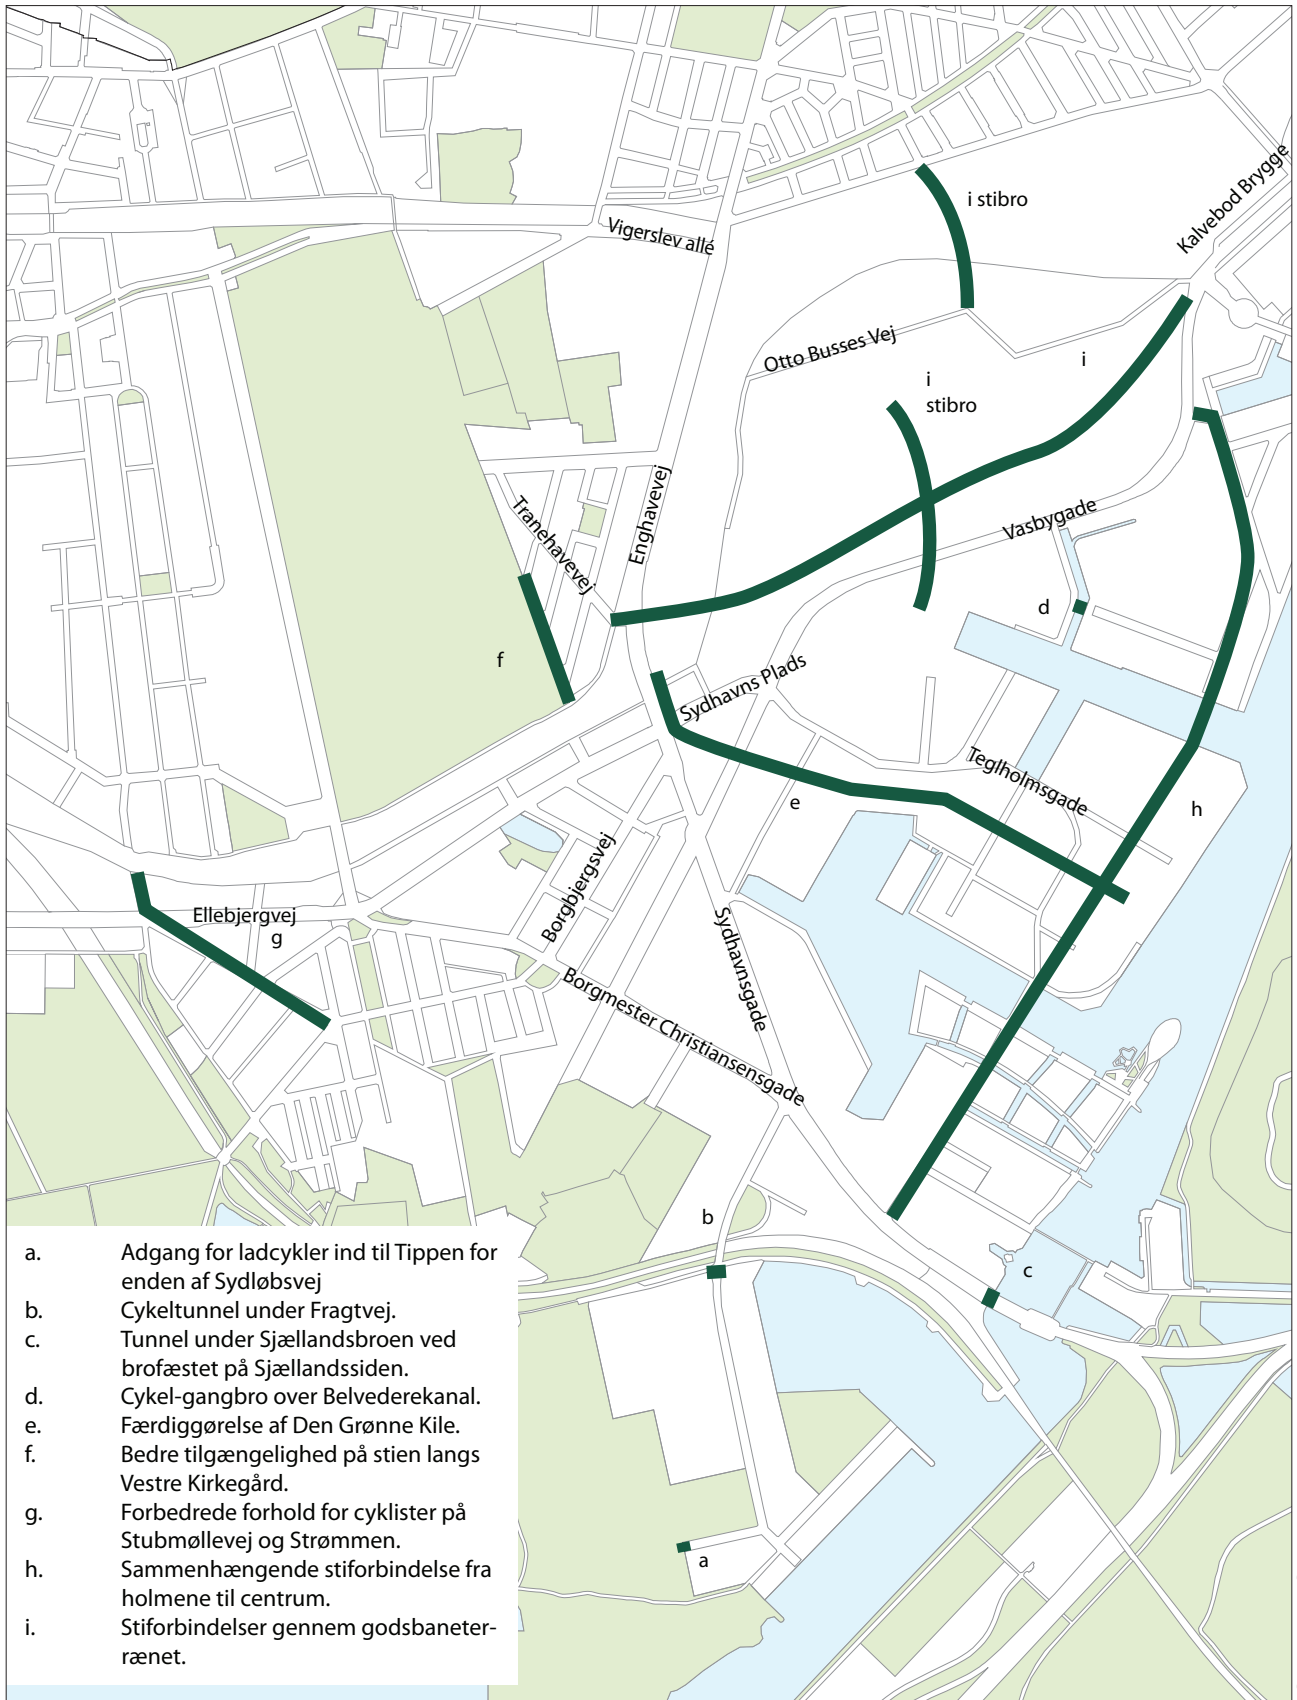 i stibro
Kalvebod Brygge
Vigerslev allé
Otto Busses Vej
i
i
stibro
Enghavevej
Tranehavevej
Vasbygade
d
f
Sydhavns Plads
Teglholmsgade
e
h
Borgbjergsvej
Ellebjergvej
g
Sydhavnsgade
Borgmester Christiansensgade
b
c
a
a. Adgang for ladcykler ind til Tippen for
enden af Sydløbsvej
b. Cykeltunnel under Fragtvej.
c. Tunnel under Sjællandsbroen ved
brofæstet på Sjællandssiden.
d. Cykel-gangbro over Belvederekanal.
e. Færdiggørelse af Den Grønne Kile.
f. Bedre tilgængelighed på stien langs
Vestre Kirkegård.
g. Forbedrede forhold for cyklister på
Stubmøllevej og Strømmen.
h. Sammenhængende stiforbindelse fra
holmene til centrum.
i. Stiforbindelser gennem godsbaneter-
rænet.